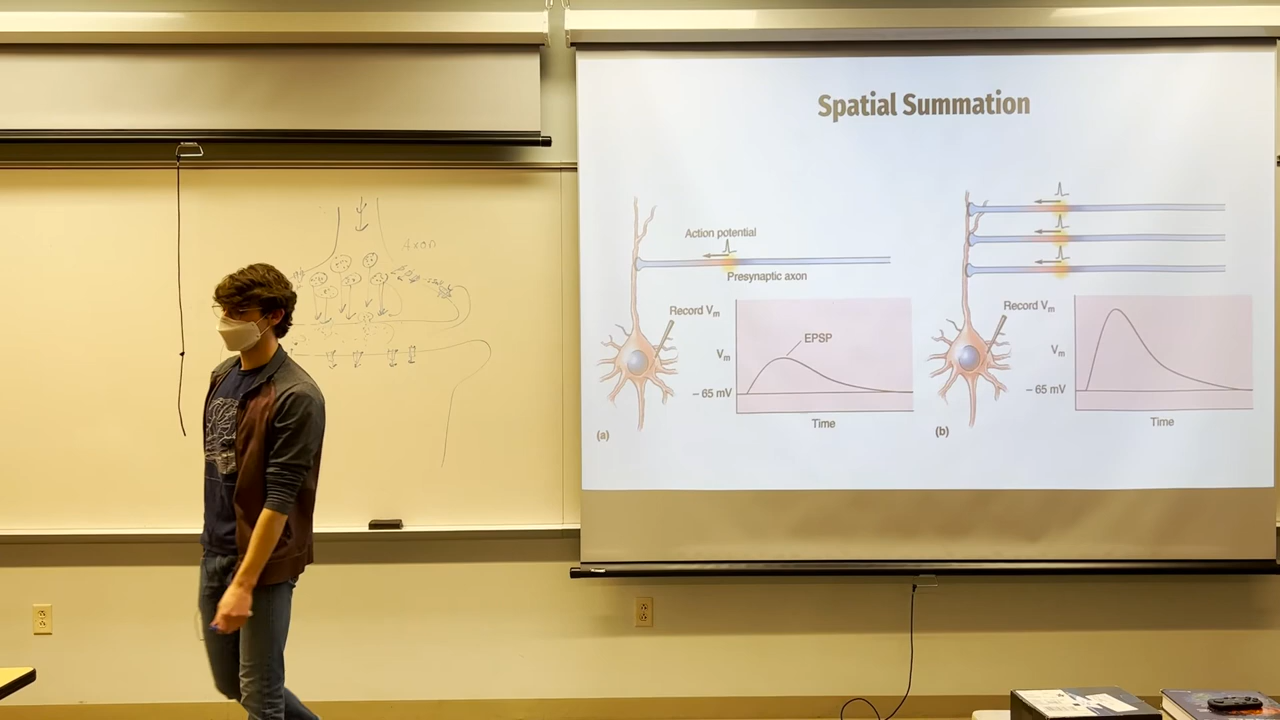 Axon
Spatial Summation
Action potential
Presynaptic axon
Record Vm
EPSP
Vm
– 65 mV
Time
(a)
Record Vm
Vm
– 65 mV
Time
(b)